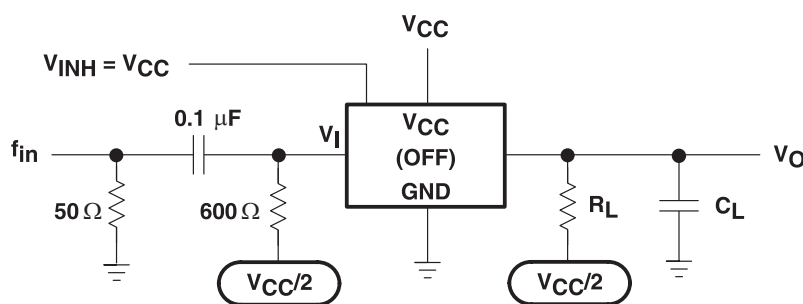 VCC
VINH = VCC
0.1 μF
fin
VI
VCC
(OFF)
GND
VO
50 Ω
600 Ω
RL
CL
VCC/2
VCC/2